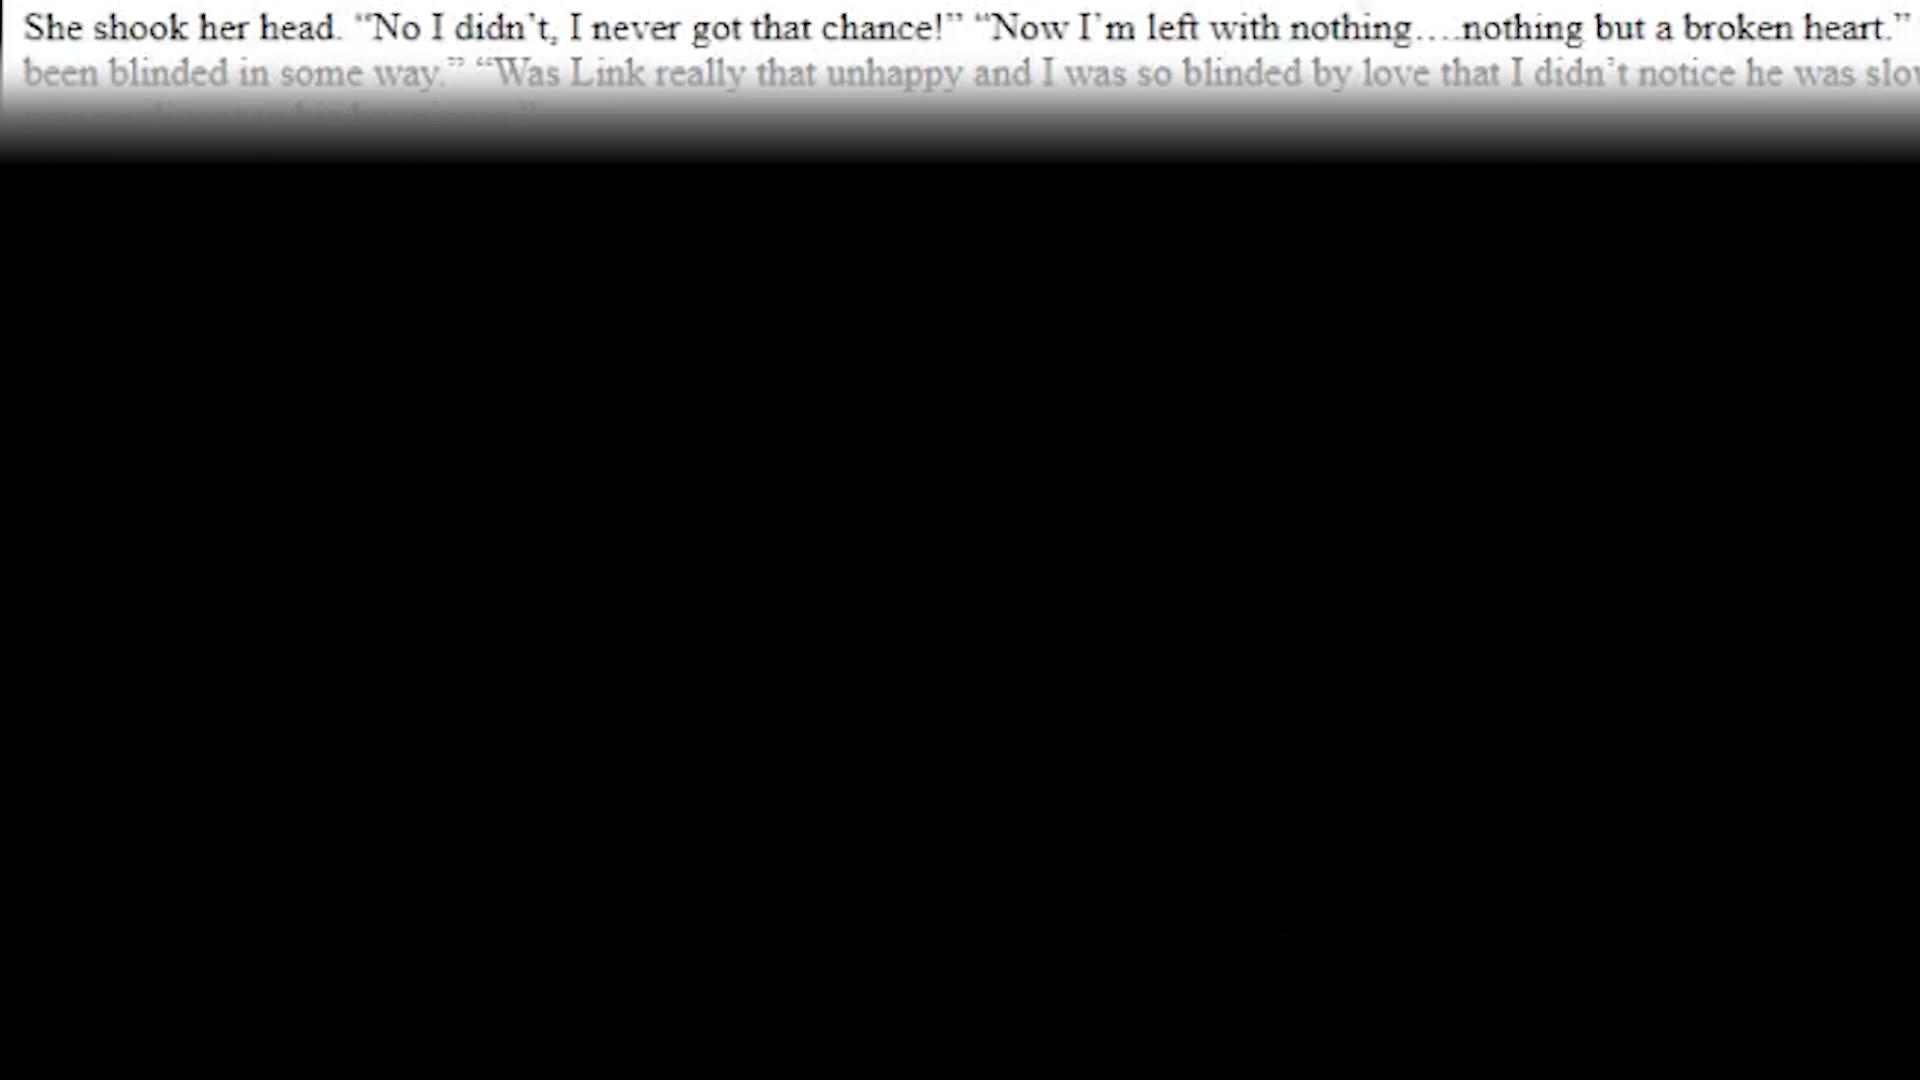 She shook her head. “No I didn’t, I never got that chance!” “Now I’m left with nothing….nothing but a broken heart.”
been blinded in some way.” “Was Link really that unhappy and I was so blinded by love that I didn’t notice he was